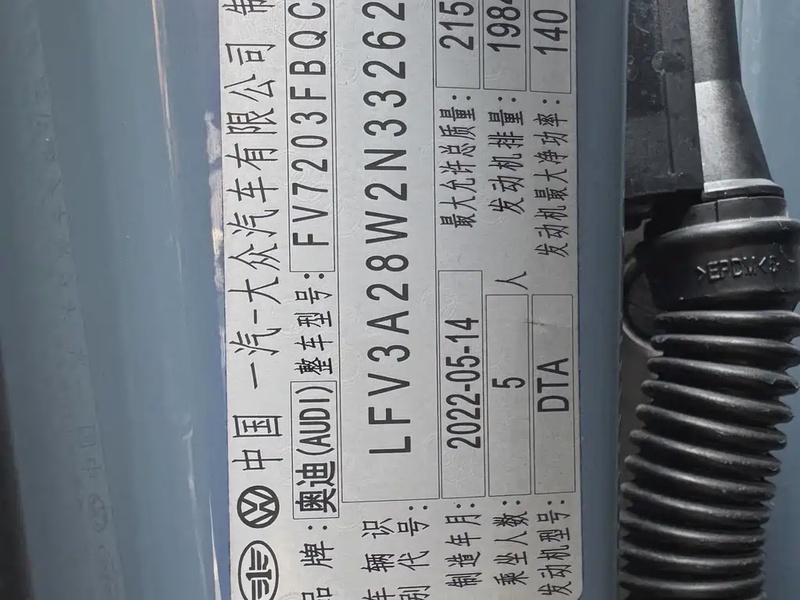 中国 一汽-大众汽车有限公司 制
品 牌: 奥迪(AUDI) 整车型号: FV7203FBQC
车辆识别代号: LFV3A28W2N33262
制造年月: 2022-05-14 最大允许总质量: 215
乘坐人数: 5 人 发动机排量: 1984
发动机型号: DTA 发动机最大净功率: 140